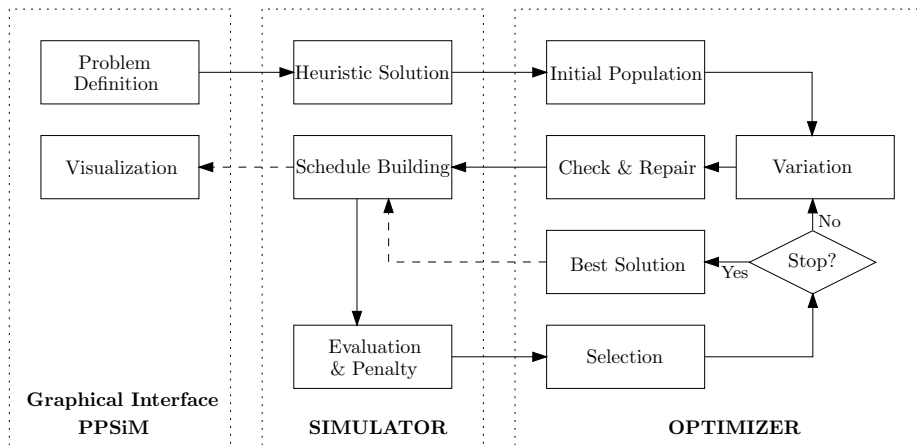 Problem
Definition
Heuristic Solution
Initial Population
Visualization
Schedule Building
Check & Repair
Variation
No
Best Solution
Yes
Stop?
Evaluation
& Penalty
Selection
Graphical Interface
PPSiM
SIMULATOR
OPTIMIZER